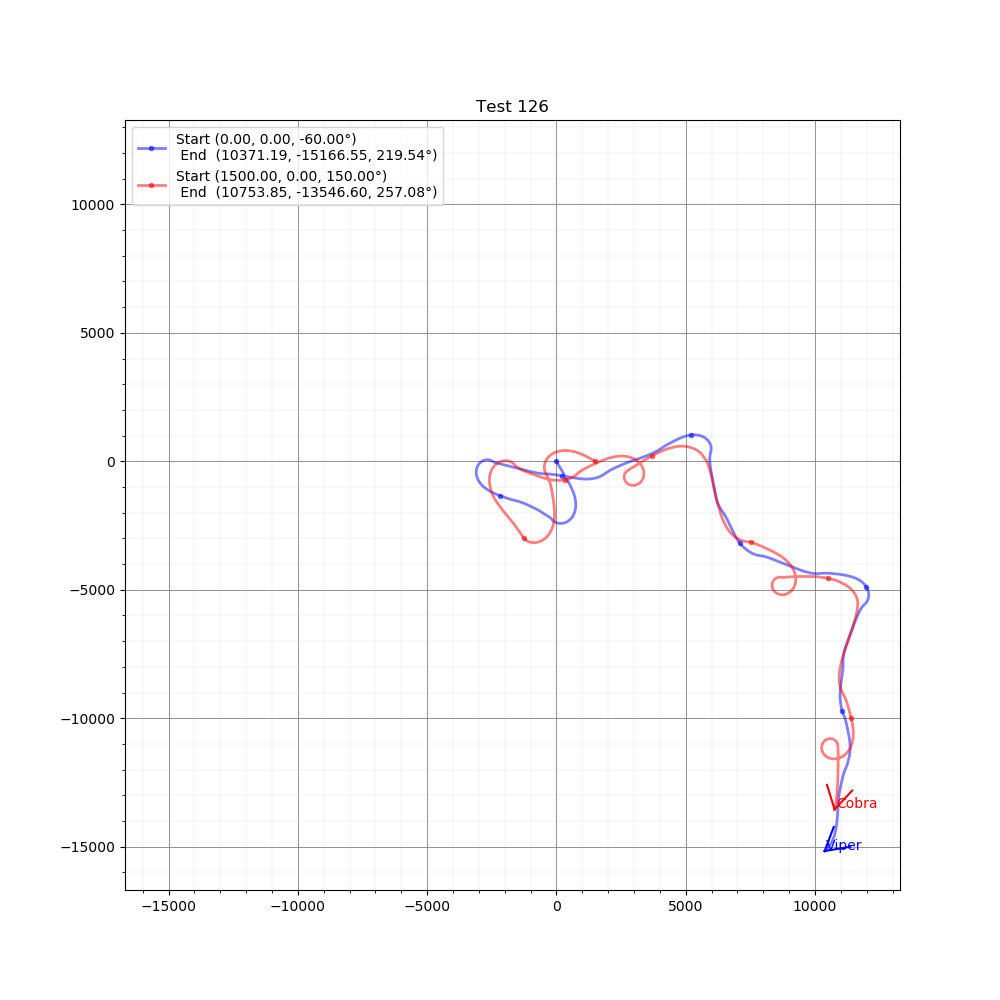 Test 126
Start (0.00, 0.00, -60.00°)
End (10371.19, -15166.55, 219.54°)
Start (1500.00, 0.00, 150.00°)
End (10753.85, -13546.60, 257.08°)
10000
5000
0
−5000
−10000
−15000
Cobra
Viper
−15000 −10000 −5000 0 5000 10000